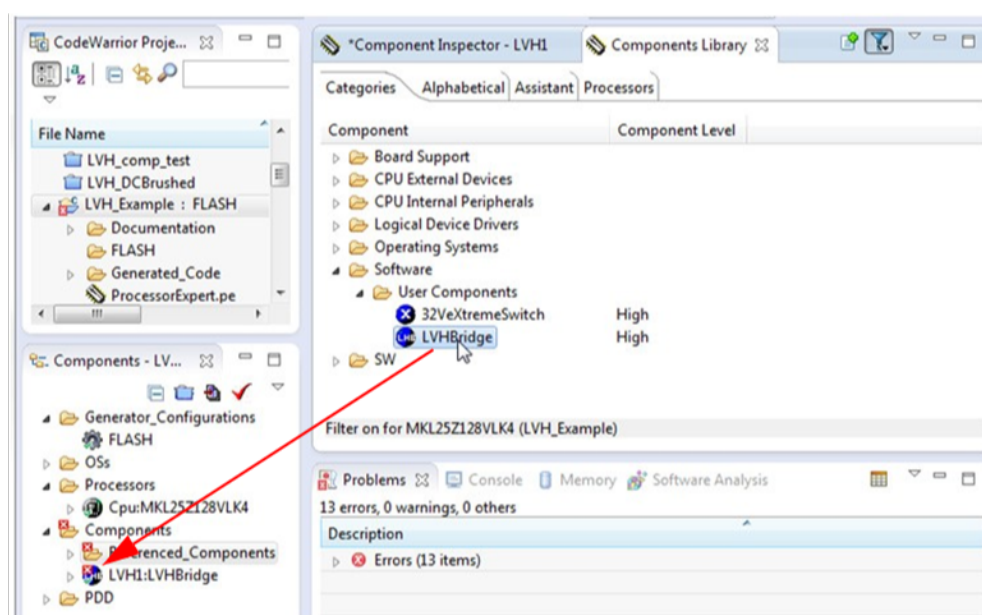 CodeWarrior Proje...
File Name
LVH_comp_test
LVH_DCBrushed
LVH_Example : FLASH
Documentation
FLASH
Generated_Code
ProcessorExpert.pe
Components - LV...
Generator_Configurations
FLASH
OSs
Processors
Cpu:MKL25Z128VLK4
Components
Referenced_Components
LVH1:LVHBridge
PDD
*Component Inspector - LVH1
Components Library
Categories Alphabetical Assistant Processors
Component Component Level
Board Support
CPU External Devices
CPU Internal Peripherals
Logical Device Drivers
Operating Systems
Software
User Components
32VeXtremeSwitch High
LVHBridge High
SW
Filter on for MKL25Z128VLK4 (LVH_Example)
Problems Console Memory Software Analysis
13 errors, 0 warnings, 0 others
Description
Errors (13 items)